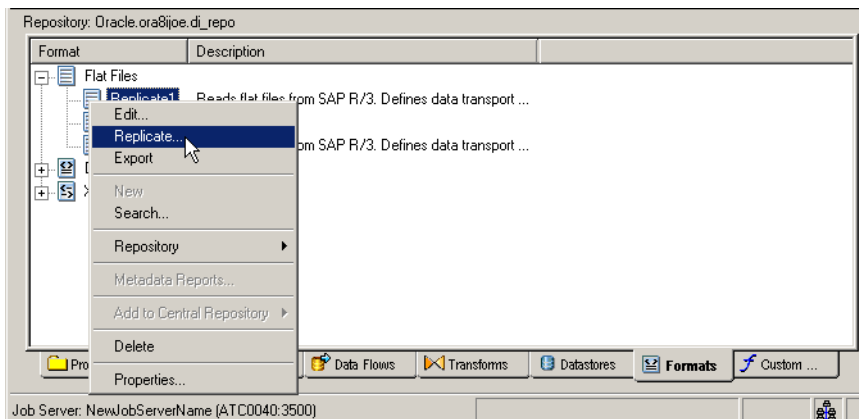 Repository: Oracle.ora8ijoe.di_repo
Format Description
Flat Files
Replicate1 Reads flat files from SAP R/3. Defines data transport ...
Edit...
Replicate...
om SAP R/3. Defines data transport ...
Export
New
Search...
Repository
Metadata Reports...
Add to Central Repository
Delete
Properties...
Pro
Data Flows
Transforms
Datastores
Formats
Custom ...
Job Server: NewJobServerName (ATC0040:3500)